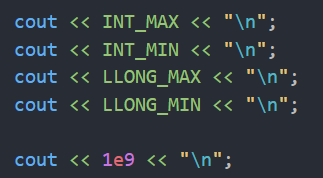 cout << INT_MAX << "\n";
cout << INT_MIN << "\n";
cout << LLONG_MAX << "\n";
cout << LLONG_MIN << "\n";
cout << 1e9 << "\n";